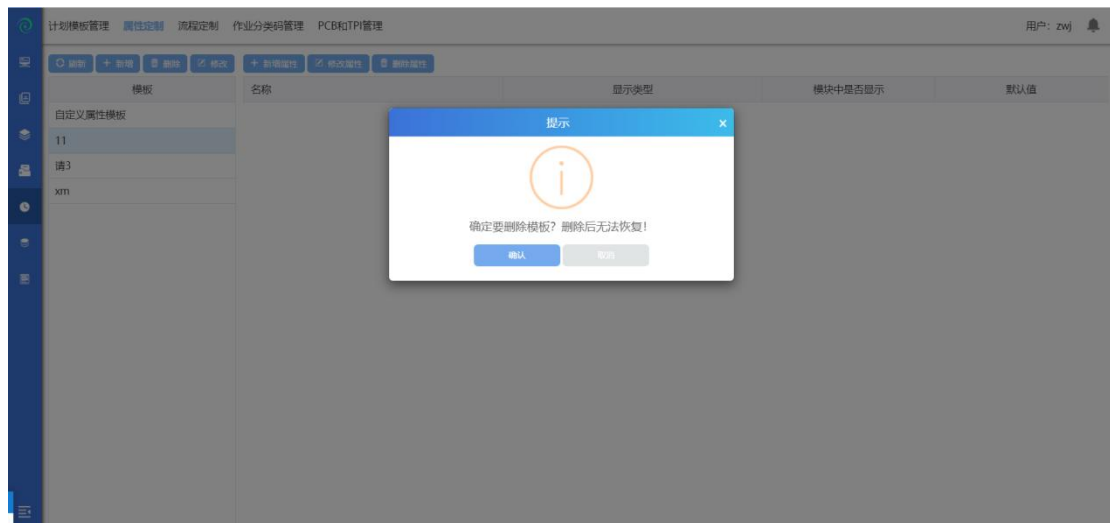 计划模板管理 属性定制 流程定制 作业分类码管理 PCB和TPI管理 用户：zwj
刷新 新增 删除 修改 新增属性 修改属性 删除属性
模板 名称 显示类型 模块中是否显示 默认值
自定义属性模板
11
请3
xm
提示
确定要删除模板？删除后无法恢复！
确认 取消